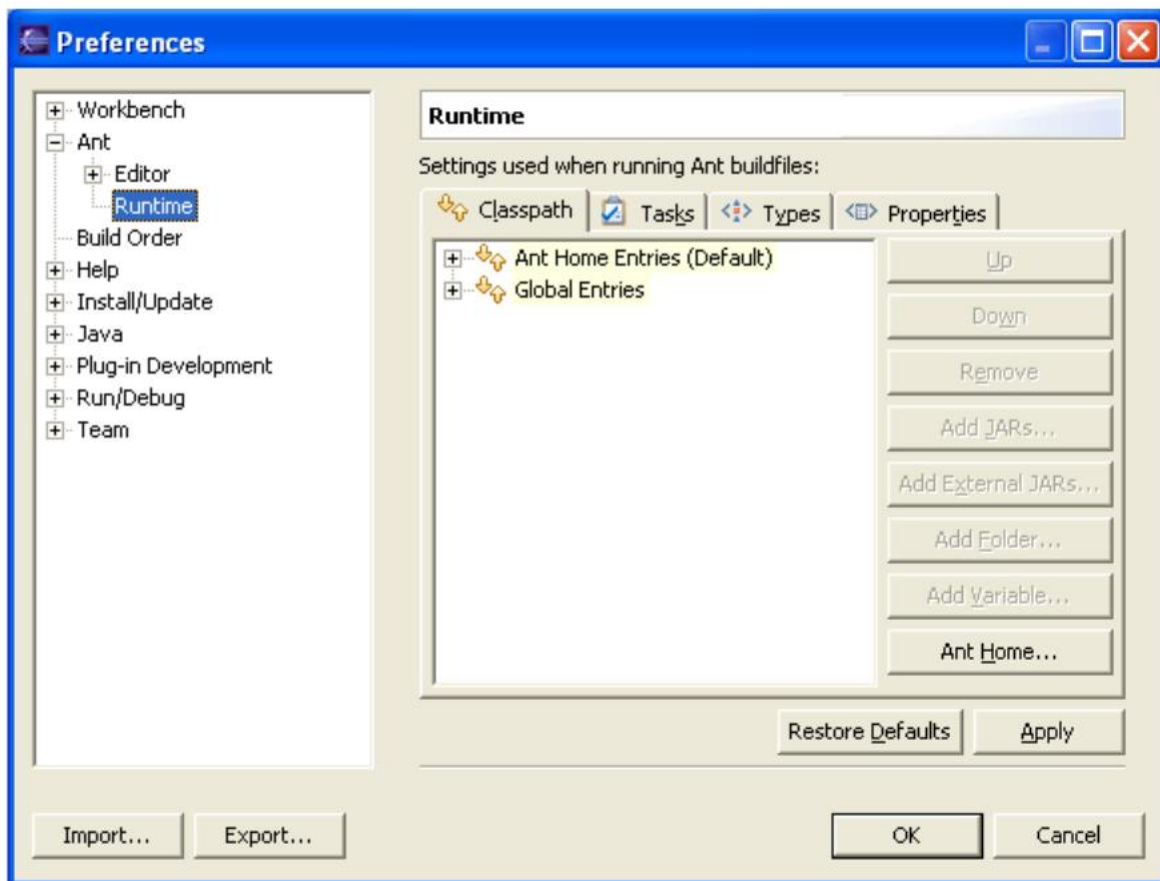 Preferences
Workbench
Ant
Editor
Runtime
Build Order
Help
Install/Update
Java
Plug-in Development
Run/Debug
Team
Runtime
Settings used when running Ant buildfiles:
Classpath Tasks Types Properties
Ant Home Entries (Default)
Global Entries
Up
Down
Remove
Add JARs...
Add External JARs...
Add Folder...
Add Variable...
Ant Home...
Restore Defaults Apply
Import... Export... OK Cancel